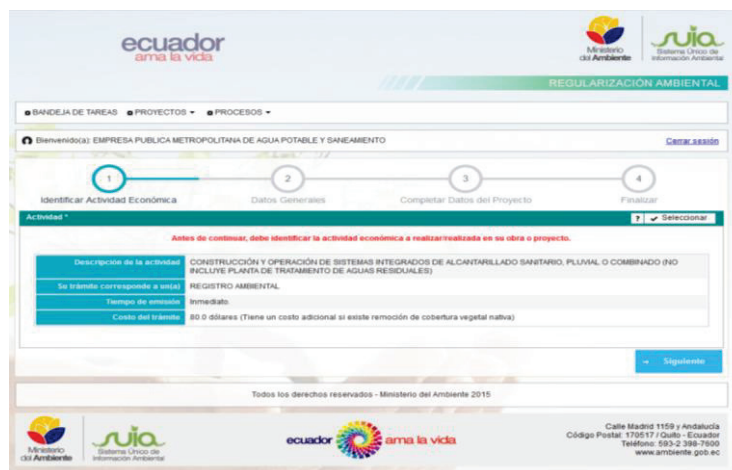 ecuador
ama la vida
Ministerio
del Ambiente
suia
Sistema Único de
Información Ambiental
REGULARIZACIÓN AMBIENTAL
BANDEJA DE TAREAS PROYECTOS PROCESOS
Bienvenido(a): EMPRESA PUBLICA METROPOLITANA DE AGUA POTABLE Y SANEAMIENTO Cerrar sesión
1 2 3 4
Identificar Actividad Económica Datos Generales Completar Datos del Proyecto Finalizar
Actividad * ? Seleccionar
Antes de continuar, debe identificar la actividad económica a realizar/realizada en su obra o proyecto.
Descripción de la actividad CONSTRUCCIÓN Y OPERACIÓN DE SISTEMAS INTEGRADOS DE ALCANTARILLADO SANITARIO, PLUVIAL O COMBINADO (NO
INCLUYE PLANTA DE TRATAMIENTO DE AGUAS RESIDUALES)
Su trámite corresponde a un(a) REGISTRO AMBIENTAL
Tiempo de emisión Inmediato
Costo del trámite 80.0 dólares (Tiene un costo adicional si existe remoción de cobertura vegetal nativa)
Siguiente
Todos los derechos reservados - Ministerio del Ambiente 2015
Ministerio
del Ambiente
suia
Sistema Único de
Información Ambiental
ecuador ama la vida
Calle Madrid 1159 y Andalucía
Código Postal: 170517 / Quito - Ecuador
Teléfono: 593-2 398-7600
www.ambiente.gob.ec